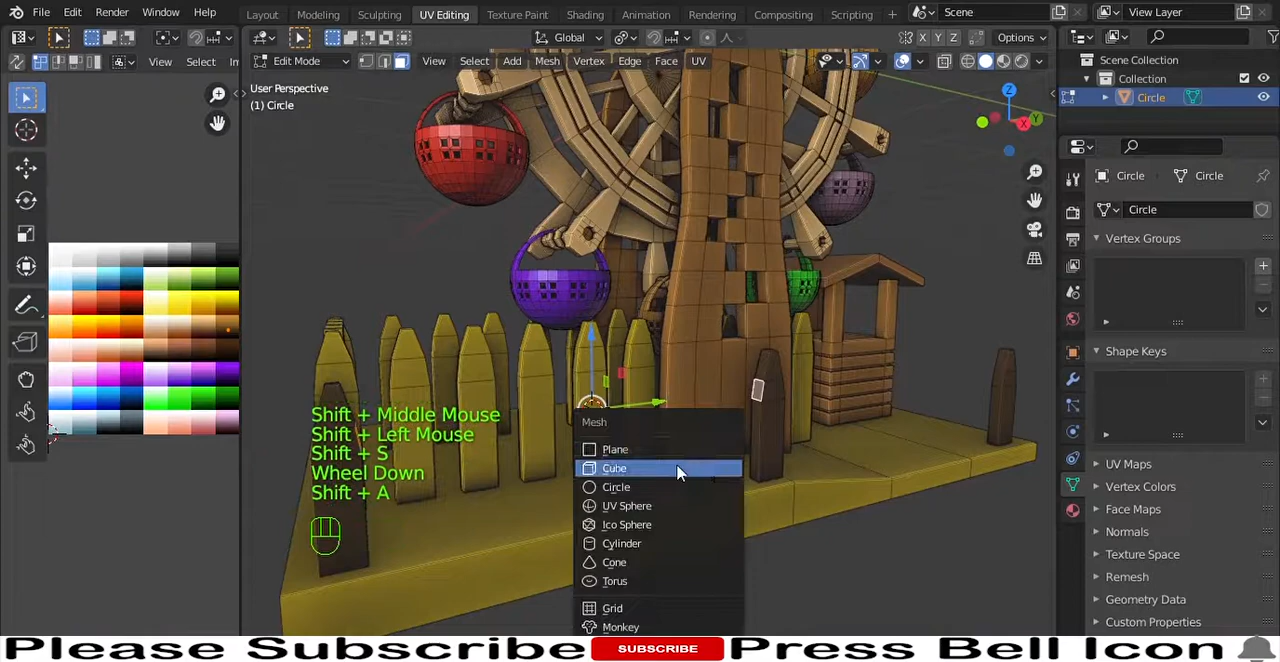 File Edit Render Window Help Layout Modeling Sculpting UV Editing Texture Paint Shading Animation Rendering Compositing Scripting + Scene View Layer
Global Options
Edit Mode View Select Add Mesh Vertex Edge Face UV
View Select
User Perspective
(1) Circle
Scene Collection
Collection
Circle
Circle Circle
Circle
Vertex Groups
Shape Keys
UV Maps
Vertex Colors
Face Maps
Normals
Texture Space
Remesh
Geometry Data
Custom Properties
Z
Y
X
X Y Z
Shift + Middle Mouse
Shift + Left Mouse
Shift + S
Wheel Down
Shift + A
Mesh
Plane
Cube
Circle
UV Sphere
Ico Sphere
Cylinder
Cone
Torus
Grid
Monkey
Please Subscribe SUBSCRIBE Press Bell Icon